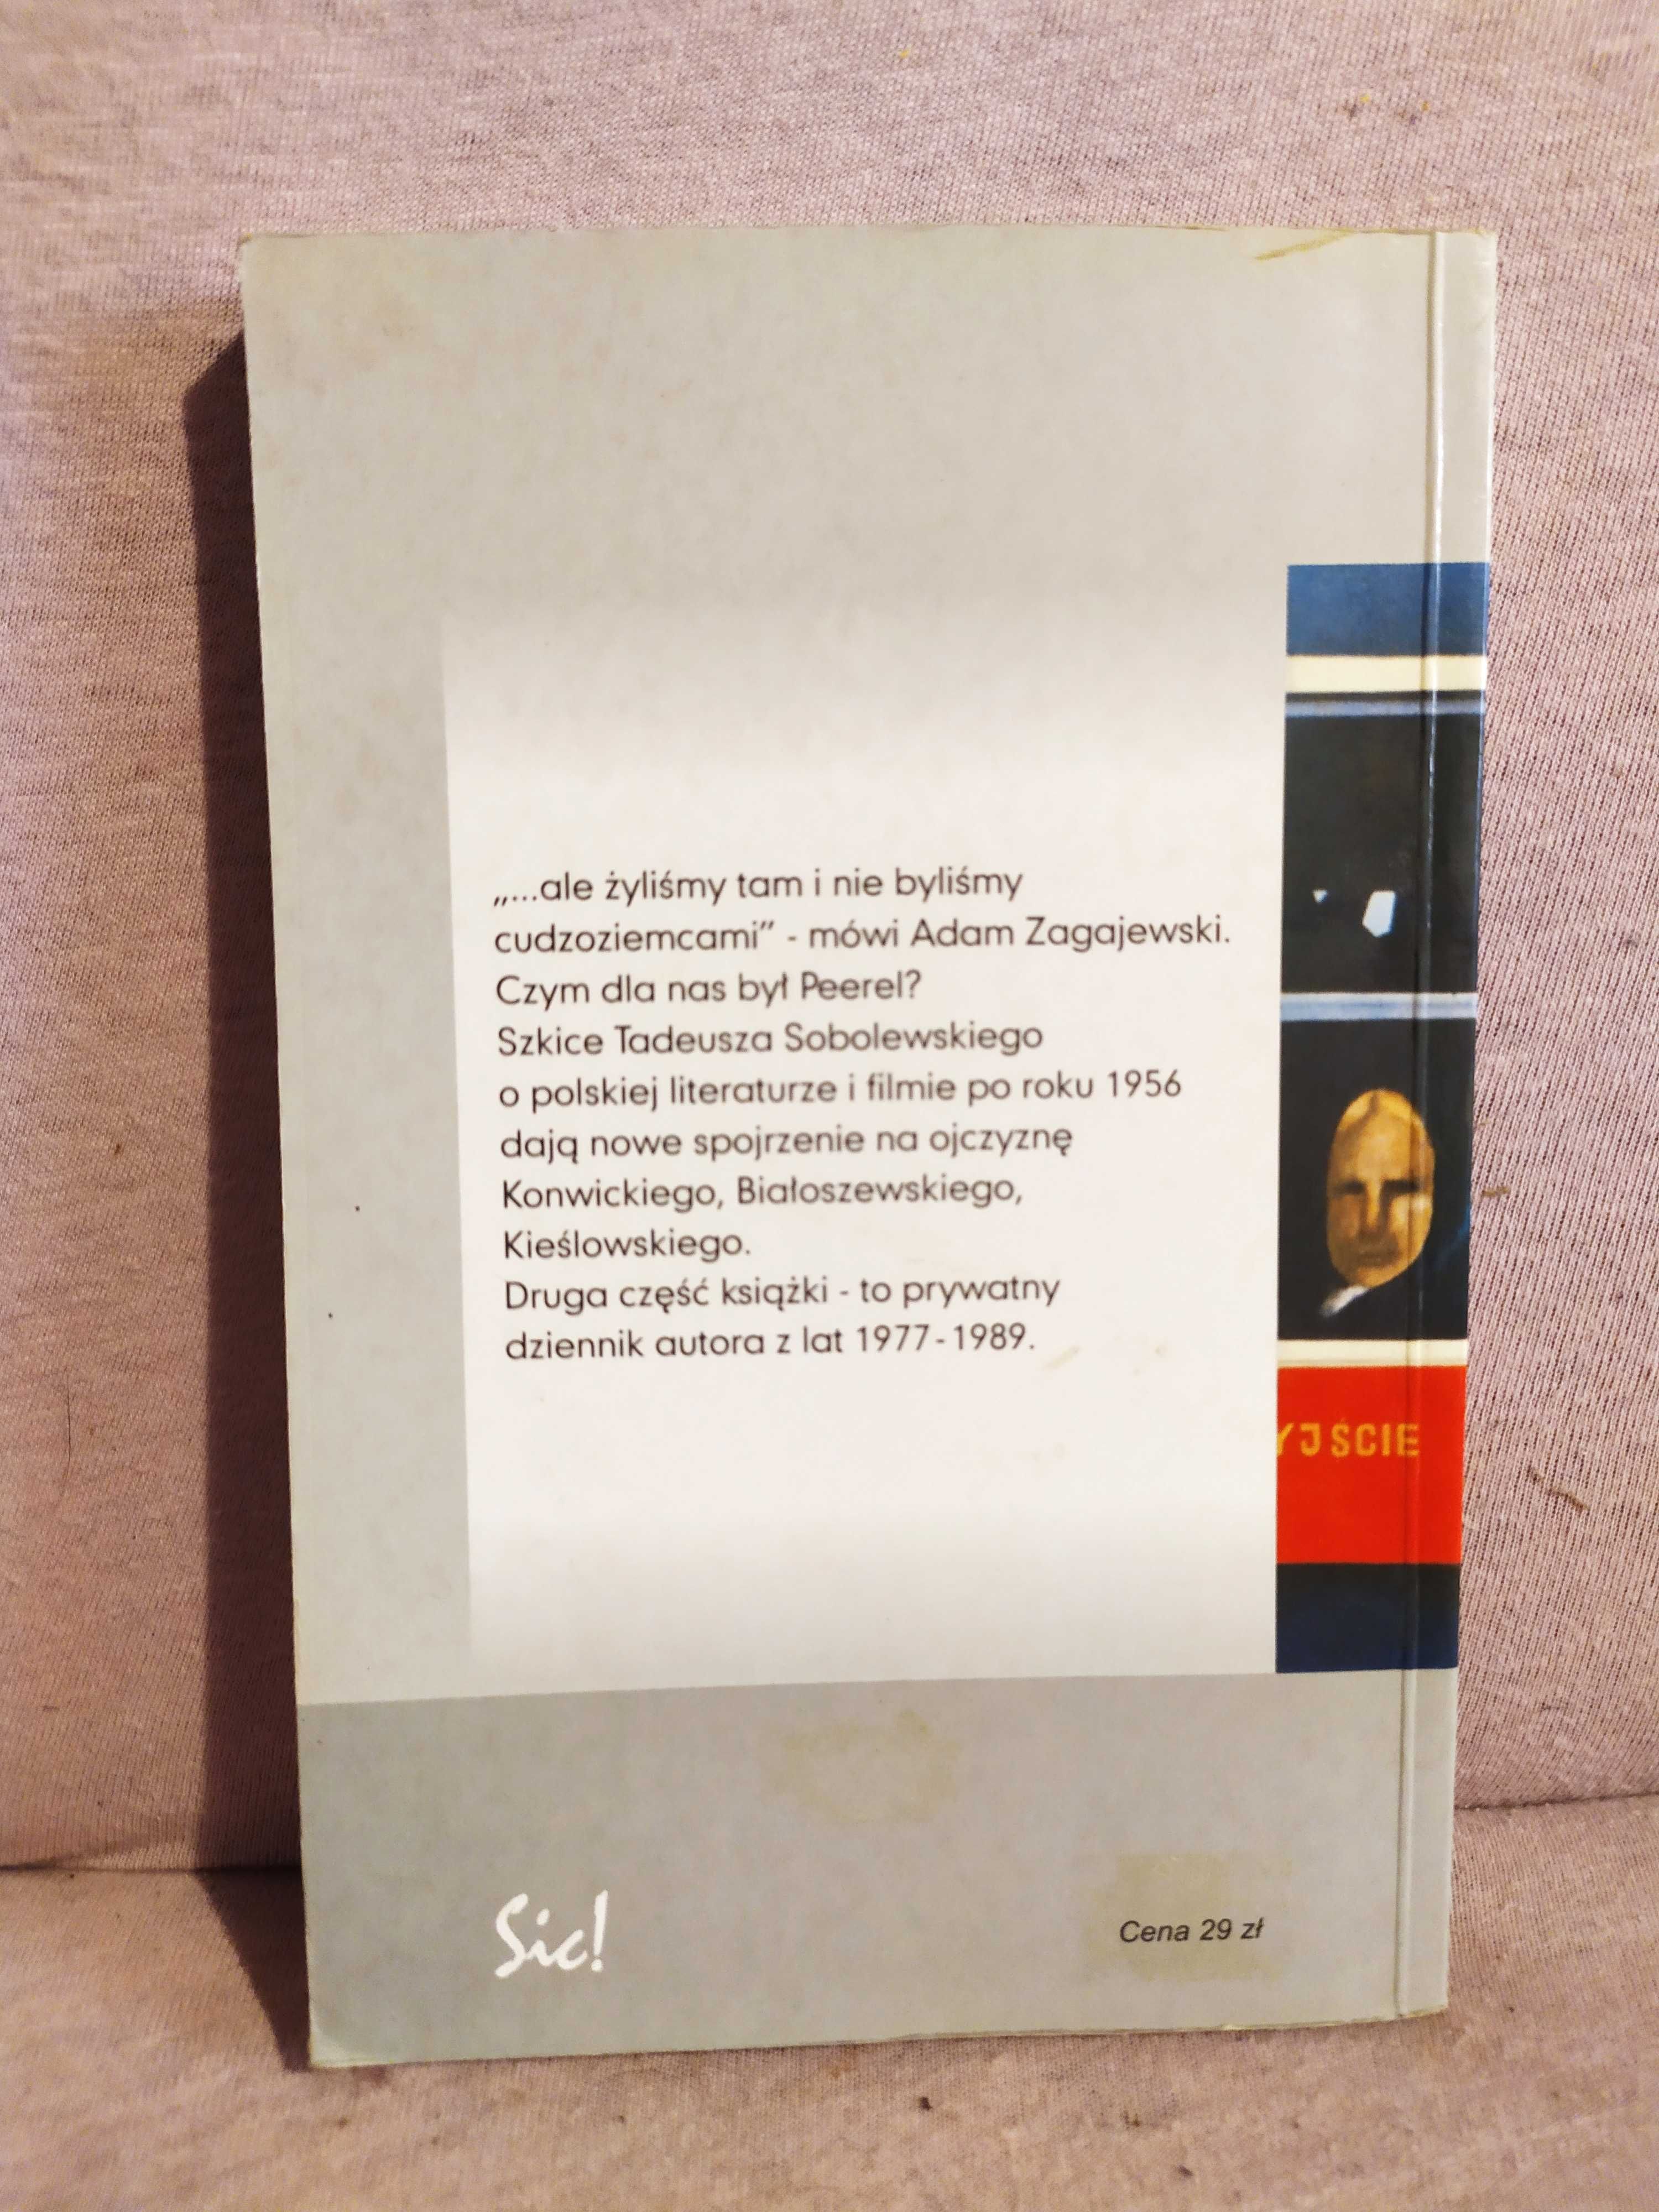 „...ale żyliśmy tam i nie byliśmy
cudzoziemcami” - mówi Adam Zagajewski.
Czym dla nas był Peerel?
Szkice Tadeusza Sobolewskiego
o polskiej literaturze i filmie po roku 1956
dają nowe spojrzenie na ojczyznę
Konwickiego, Białoszewskiego,
Kieślowskiego.
Druga część książki - to prywatny
dziennik autora z lat 1977-1989.
YJŚCIE
Sic!
Cena 29 zł